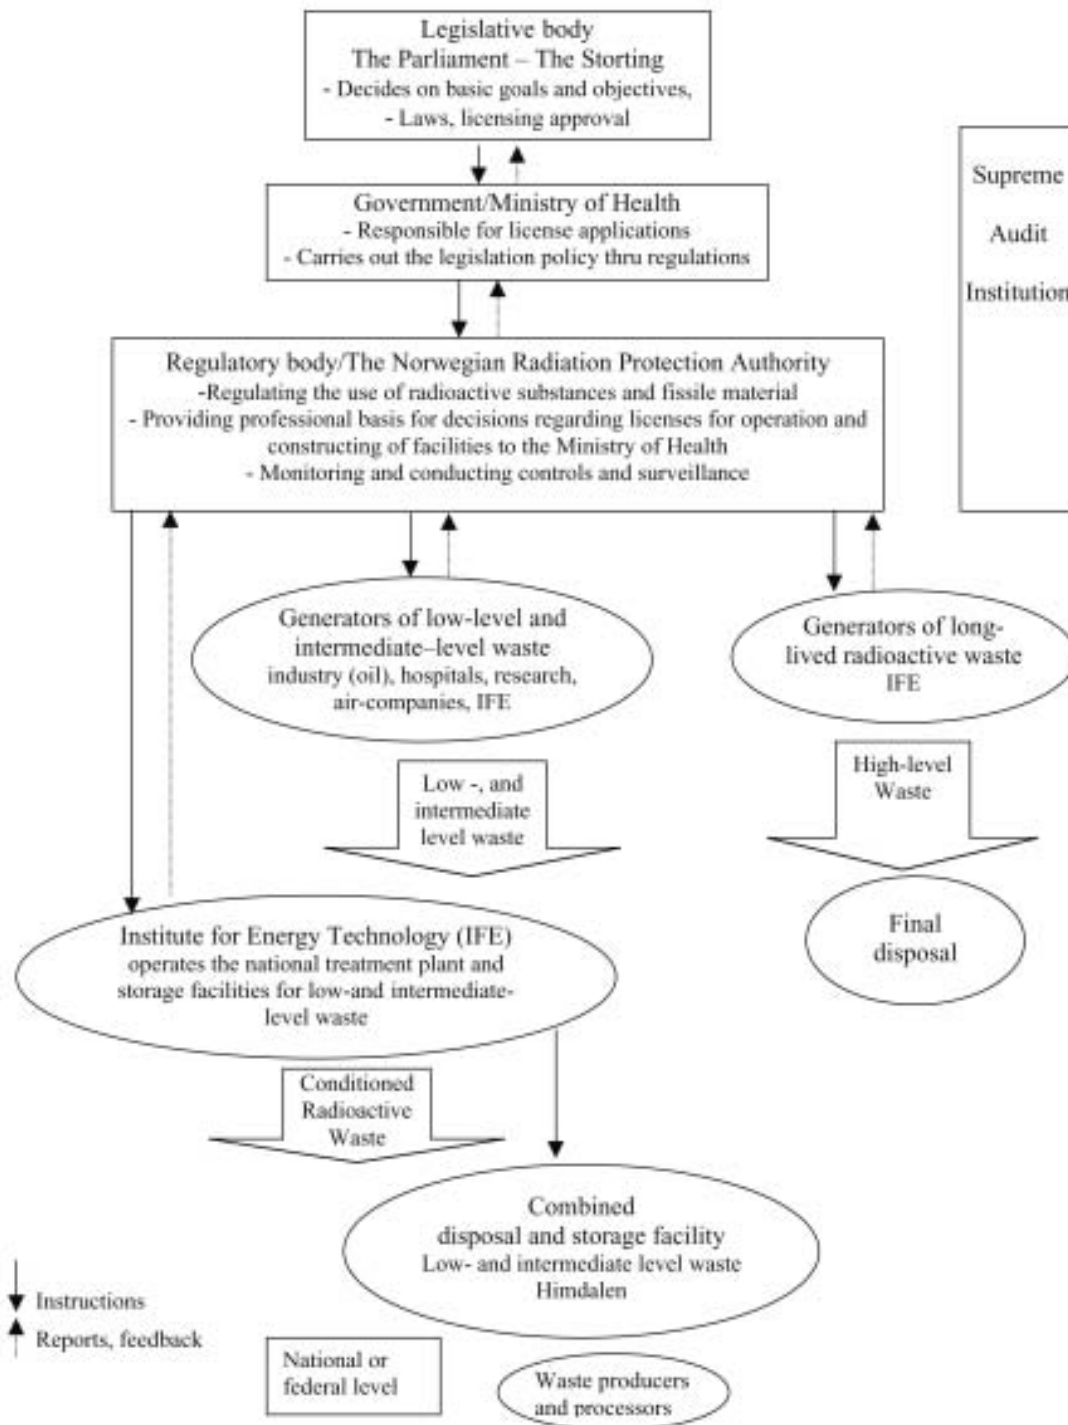 Legislative body
The Parliament – The Storting
- Decides on basic goals and objectives,
- Laws, licensing approval
Supreme
Audit
Institution
Government/Ministry of Health
- Responsible for license applications
- Carries out the legislation policy thru regulations
Regulatory body/The Norwegian Radiation Protection Authority
-Regulating the use of radioactive substances and fissile material
- Providing professional basis for decisions regarding licenses for operation and
constructing of facilities to the Ministry of Health
- Monitoring and conducting controls and surveillance
Generators of low-level and
intermediate–level waste
industry (oil), hospitals, research,
air-companies, IFE
Generators of long-
lived radioactive waste
IFE
Low -, and
intermediate
level waste
High-level
Waste
Final
disposal
Institute for Energy Technology (IFE)
operates the national treatment plant and
storage facilities for low-and intermediate-
level waste
Conditioned
Radioactive
Waste
Combined
disposal and storage facility
Low- and intermediate level waste
Himdalen
Instructions
Reports, feedback
National or
federal level
Waste producers
and processors